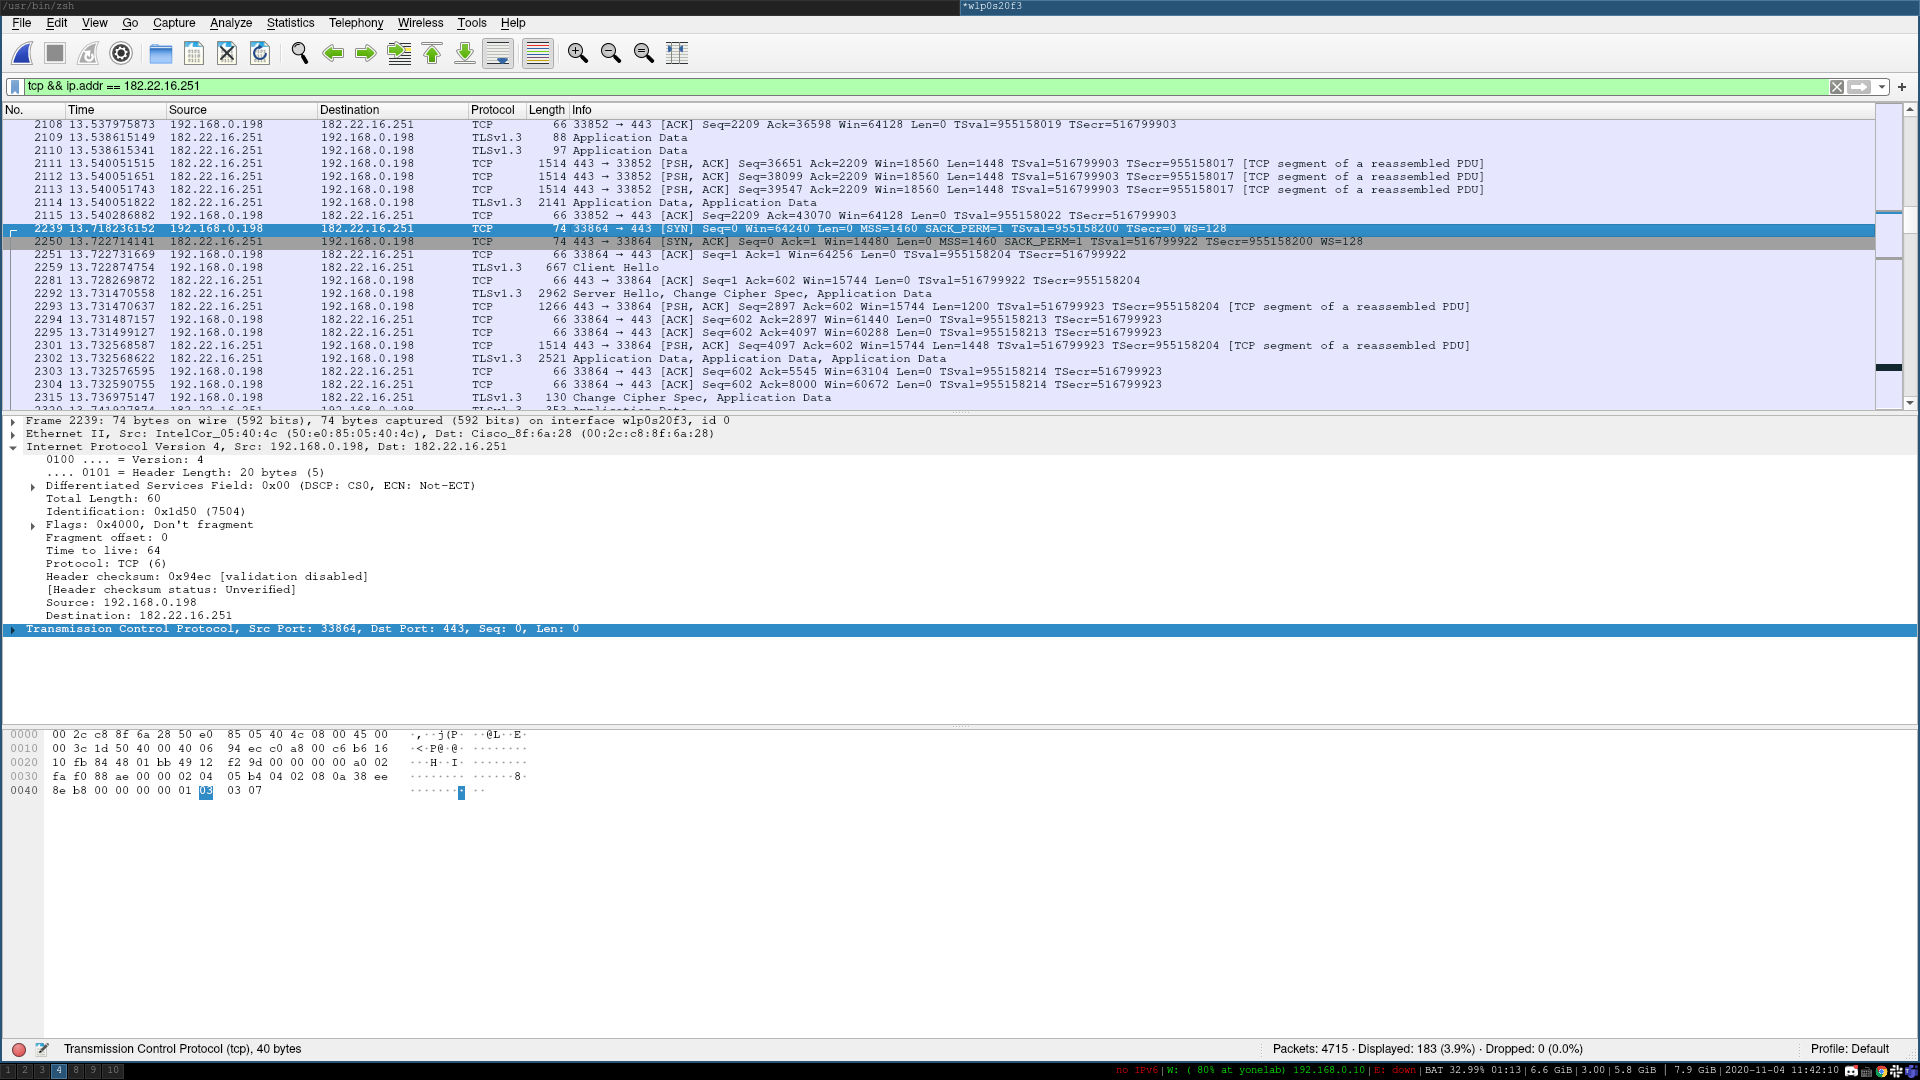 /usr/bin/zsh
*wlp0s20f3
File Edit View Go Capture Analyze Statistics Telephony Wireless Tools Help
tcp && ip.addr == 182.22.16.251
No. Time Source Destination Protocol Length Info
2108 13.537975873 192.168.0.198 182.22.16.251 TCP 66 33852 → 443 [ACK] Seq=2209 Ack=36598 Win=64128 Len=0 TSval=955158019 TSecr=516799903
2109 13.538615149 192.168.0.198 182.22.16.251 TLSv1.3 88 Application Data
2110 13.538615341 192.168.0.198 182.22.16.251 TLSv1.3 97 Application Data
2111 13.540051515 182.22.16.251 192.168.0.198 TCP 1514 443 → 33852 [PSH, ACK] Seq=36651 Ack=2209 Win=18560 Len=1448 TSval=516799903 TSecr=955158017 [TCP segment of a reassembled PDU]
2112 13.540051651 182.22.16.251 192.168.0.198 TCP 1514 443 → 33852 [PSH, ACK] Seq=38099 Ack=2209 Win=18560 Len=1448 TSval=516799903 TSecr=955158017 [TCP segment of a reassembled PDU]
2113 13.540051743 182.22.16.251 192.168.0.198 TCP 1514 443 → 33852 [PSH, ACK] Seq=39547 Ack=2209 Win=18560 Len=1448 TSval=516799903 TSecr=955158017 [TCP segment of a reassembled PDU]
2114 13.540051822 182.22.16.251 192.168.0.198 TLSv1.3 2141 Application Data, Application Data
2115 13.540286882 192.168.0.198 182.22.16.251 TCP 66 33852 → 443 [ACK] Seq=2209 Ack=43070 Win=64128 Len=0 TSval=955158022 TSecr=516799903
2239 13.718236152 192.168.0.198 182.22.16.251 TCP 74 33864 → 443 [SYN] Seq=0 Win=64240 Len=0 MSS=1460 SACK_PERM=1 TSval=955158200 TSecr=0 WS=128
2250 13.722714141 182.22.16.251 192.168.0.198 TCP 74 443 → 33864 [SYN, ACK] Seq=0 Ack=1 Win=14480 Len=0 MSS=1460 SACK_PERM=1 TSval=516799922 TSecr=955158200 WS=128
2251 13.722731669 192.168.0.198 182.22.16.251 TCP 66 33864 → 443 [ACK] Seq=1 Ack=1 Win=64256 Len=0 TSval=955158204 TSecr=516799922
2259 13.722874754 192.168.0.198 182.22.16.251 TLSv1.3 667 Client Hello
2281 13.728269872 182.22.16.251 192.168.0.198 TCP 66 443 → 33864 [ACK] Seq=1 Ack=602 Win=15744 Len=0 TSval=516799922 TSecr=955158204
2292 13.731470558 182.22.16.251 192.168.0.198 TLSv1.3 2962 Server Hello, Change Cipher Spec, Application Data
2293 13.731470637 182.22.16.251 192.168.0.198 TCP 1266 443 → 33864 [PSH, ACK] Seq=2897 Ack=602 Win=15744 Len=1200 TSval=516799923 TSecr=955158204 [TCP segment of a reassembled PDU]
2294 13.731487157 192.168.0.198 182.22.16.251 TCP 66 33864 → 443 [ACK] Seq=602 Ack=2897 Win=61440 Len=0 TSval=955158213 TSecr=516799923
2295 13.731499127 192.168.0.198 182.22.16.251 TCP 66 33864 → 443 [ACK] Seq=602 Ack=4097 Win=60288 Len=0 TSval=955158213 TSecr=516799923
2301 13.732568587 182.22.16.251 192.168.0.198 TCP 1514 443 → 33864 [PSH, ACK] Seq=4097 Ack=602 Win=15744 Len=1448 TSval=516799923 TSecr=955158204 [TCP segment of a reassembled PDU]
2302 13.732568622 182.22.16.251 192.168.0.198 TLSv1.3 2521 Application Data, Application Data, Application Data
2303 13.732576595 192.168.0.198 182.22.16.251 TCP 66 33864 → 443 [ACK] Seq=602 Ack=5545 Win=63104 Len=0 TSval=955158214 TSecr=516799923
2304 13.732590755 192.168.0.198 182.22.16.251 TCP 66 33864 → 443 [ACK] Seq=602 Ack=8000 Win=60672 Len=0 TSval=955158214 TSecr=516799923
2315 13.736975147 192.168.0.198 182.22.16.251 TLSv1.3 130 Change Cipher Spec, Application Data
Frame 2239: 74 bytes on wire (592 bits), 74 bytes captured (592 bits) on interface wlp0s20f3, id 0
Ethernet II, Src: IntelCor_05:40:4c (50:e0:85:05:40:4c), Dst: Cisco_8f:6a:28 (00:2c:c8:8f:6a:28)
Internet Protocol Version 4, Src: 192.168.0.198, Dst: 182.22.16.251
0100 .... = Version: 4
.... 0101 = Header Length: 20 bytes (5)
Differentiated Services Field: 0x00 (DSCP: CS0, ECN: Not-ECT)
Total Length: 60
Identification: 0x1d50 (7504)
Flags: 0x4000, Don't fragment
Fragment offset: 0
Time to live: 64
Protocol: TCP (6)
Header checksum: 0x94ec [validation disabled]
[Header checksum status: Unverified]
Source: 192.168.0.198
Destination: 182.22.16.251
Transmission Control Protocol, Src Port: 33864, Dst Port: 443, Seq: 0, Len: 0
0000 00 2c c8 8f 6a 28 50 e0 85 05 40 4c 08 00 45 00 ·,··j(P· ··@L··E·
0010 00 3c 1d 50 40 00 40 06 94 ec c0 a8 00 c6 b6 16 ·<·P@·@· ········
0020 10 fb 84 48 01 bb 49 12 f2 9d 00 00 00 00 a0 02 ···H··I· ········
0030 fa f0 88 ae 00 00 02 04 05 b4 04 02 08 0a 38 ee ········ ······8·
0040 8e b8 00 00 00 00 01 03 03 07 ········ ··
Transmission Control Protocol (tcp), 40 bytes
Packets: 4715 · Displayed: 183 (3.9%) · Dropped: 0 (0.0%)
Profile: Default
1 2 3 4 8 9 10
no IPv6 | W: ( 80% at yonelab) 192.168.0.10 | E: down | BAT 32.99% 01:13 | 6.6 GiB | 3.00 | 5.8 GiB | 7.9 GiB | 2020-11-04 11:42:10